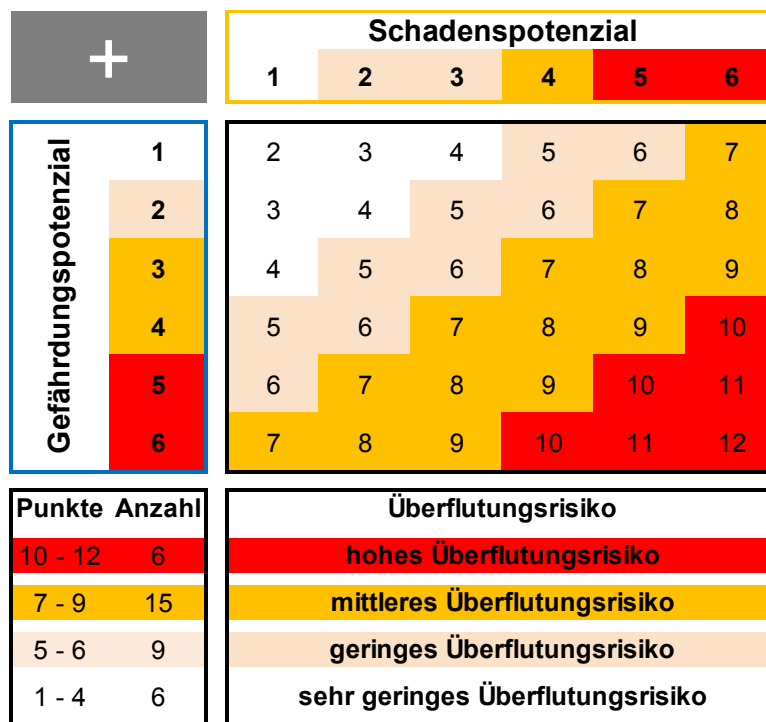 +
Schadenspotenzial
1 2 3 4 5 6
Gefährdungspotenzial
1 2 3 4 5 6 7
2 3 4 5 6 7 8
3 4 5 6 7 8 9
4 5 6 7 8 9 10
5 6 7 8 9 10 11
6 7 8 9 10 11 12
Punkte Anzahl Überflutungsrisiko
10 - 12 6 hohes Überflutungsrisiko
7 - 9 15 mittleres Überflutungsrisiko
5 - 6 9 geringes Überflutungsrisiko
1 - 4 6 sehr geringes Überflutungsrisiko